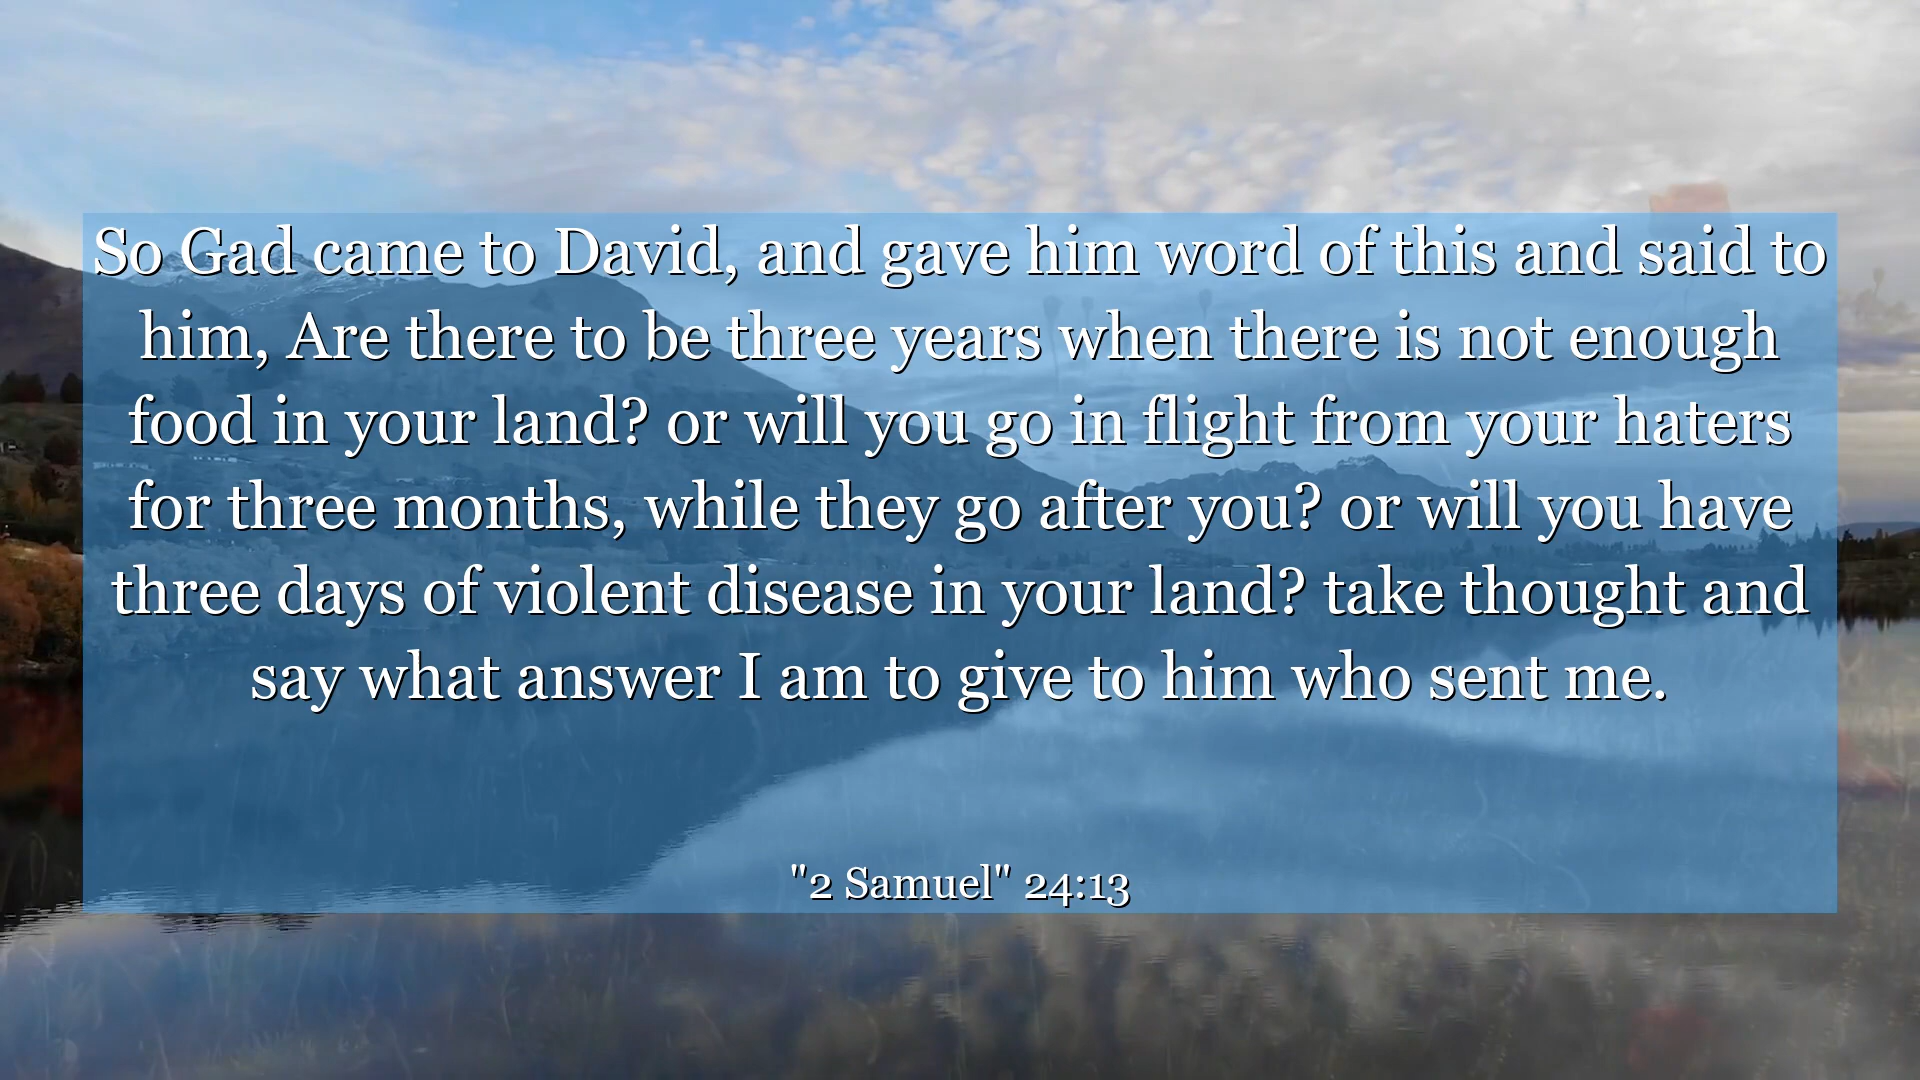 So Gad came to David, and gave him word of this and said to
him, Are there to be three years when there is not enough
food in your land? or will you go in flight from your haters
for three months, while they go after you? or will you have
three days of violent disease in your land? take thought and
say what answer I am to give to him who sent me.
"2 Samuel" 24:13